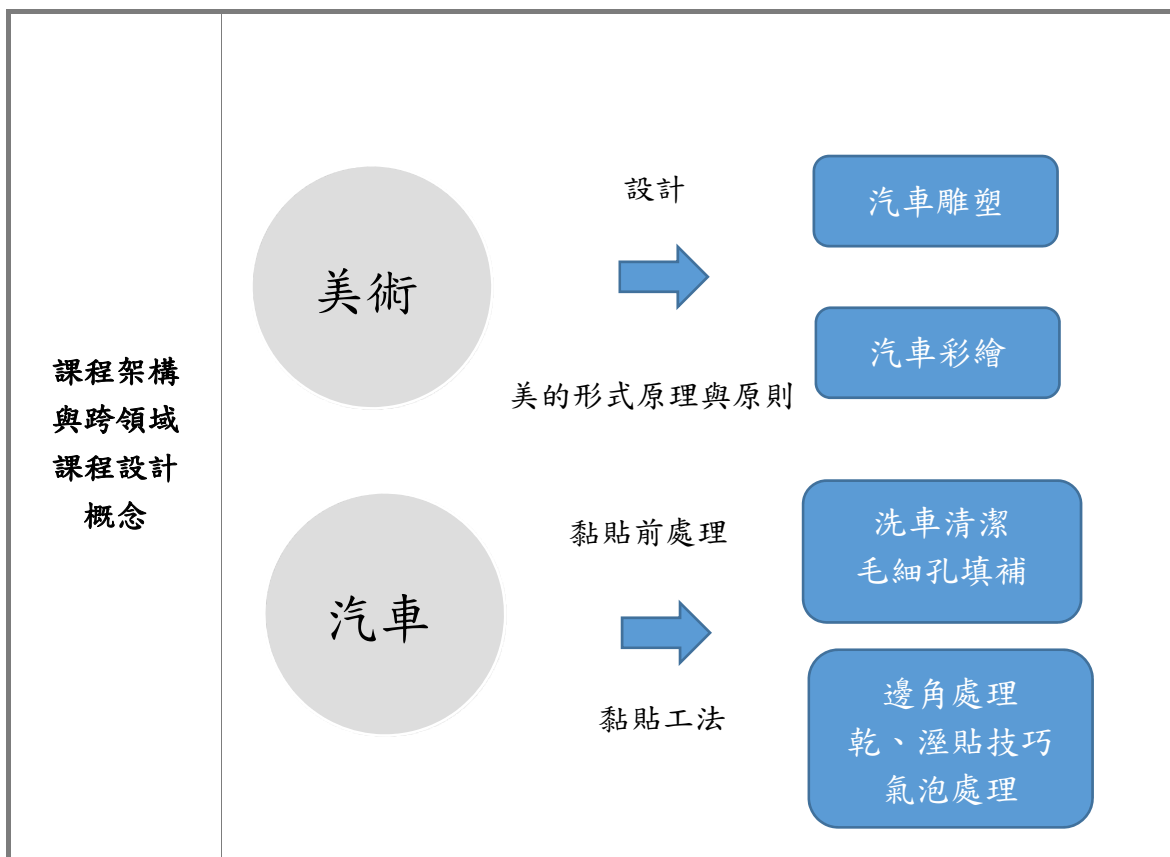 課程架構
與跨領域
課程設計
概念
美術
設計
美的形式原理與原則
汽車雕塑
汽車彩繪
汽車
黏貼前處理
黏貼工法
洗車清潔
毛細孔填補
邊角處理
乾、溼貼技巧
氣泡處理